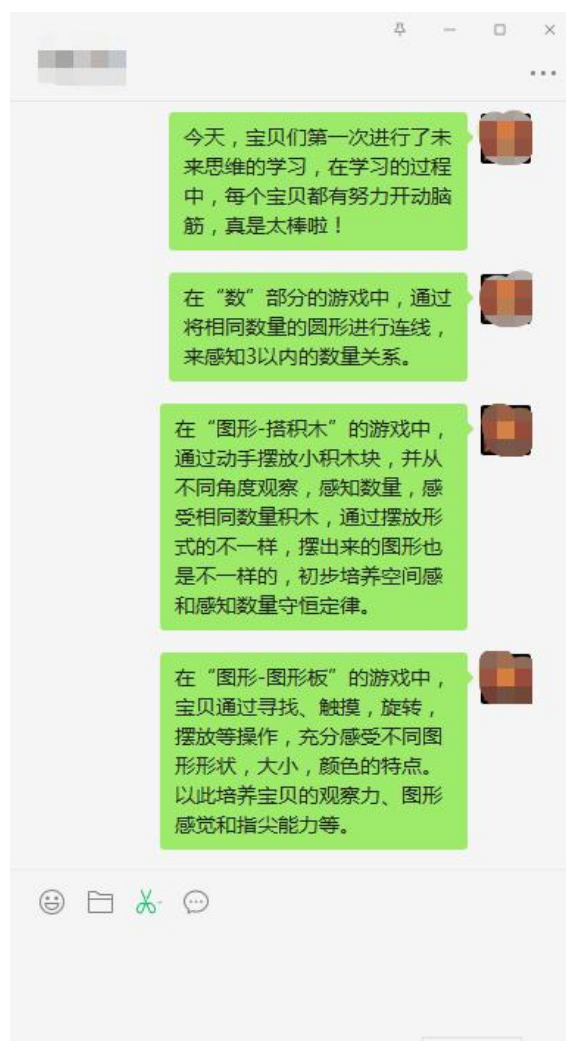 今天，宝贝们第一次进行了未
来思维的学习，在学习的过程
中，每个宝贝都有努力开动脑
筋，真是太棒啦！
在“数”部分的游戏中，通过
将相同数量的圆形进行连线，
来感知3以内的数量关系。
在“图形-搭积木”的游戏中，
通过动手摆放小积木块，并从
不同角度观察，感知数量，感
受相同数量积木，通过摆放形
式的不一样，摆出来的图形也
是不一样的，初步培养空间感
和感知数量守恒定律。
在“图形-图形板”的游戏中，
宝贝通过寻找、触摸，旋转，
摆放等操作，充分感受不同图
形形状，大小，颜色的特点。
以此培养宝贝的观察力、图形
感觉和指尖能力等。